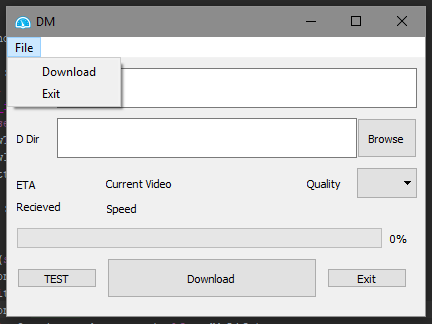 DM
File
Download
Exit
D Dir
Browse
ETA
Current Video
Quality
Recieved
Speed
0%
TEST
Download
Exit